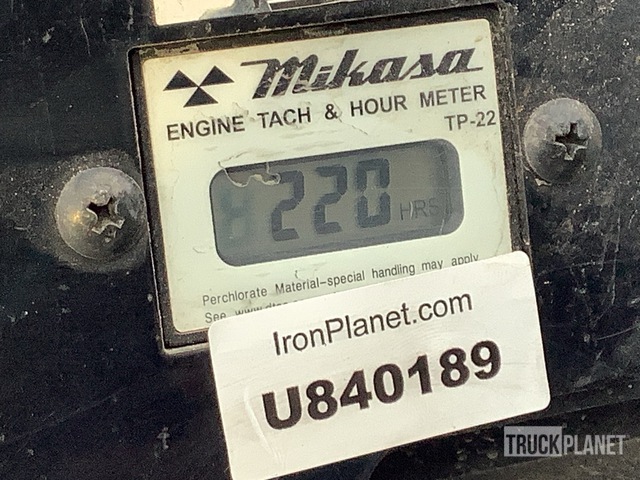 Mikasa
ENGINE TACH & HOUR METER
TP-22
220 HRS
Perchlorate Material-special handling may apply
See
IronPlanet.com
U840189
TRUCKPLANET